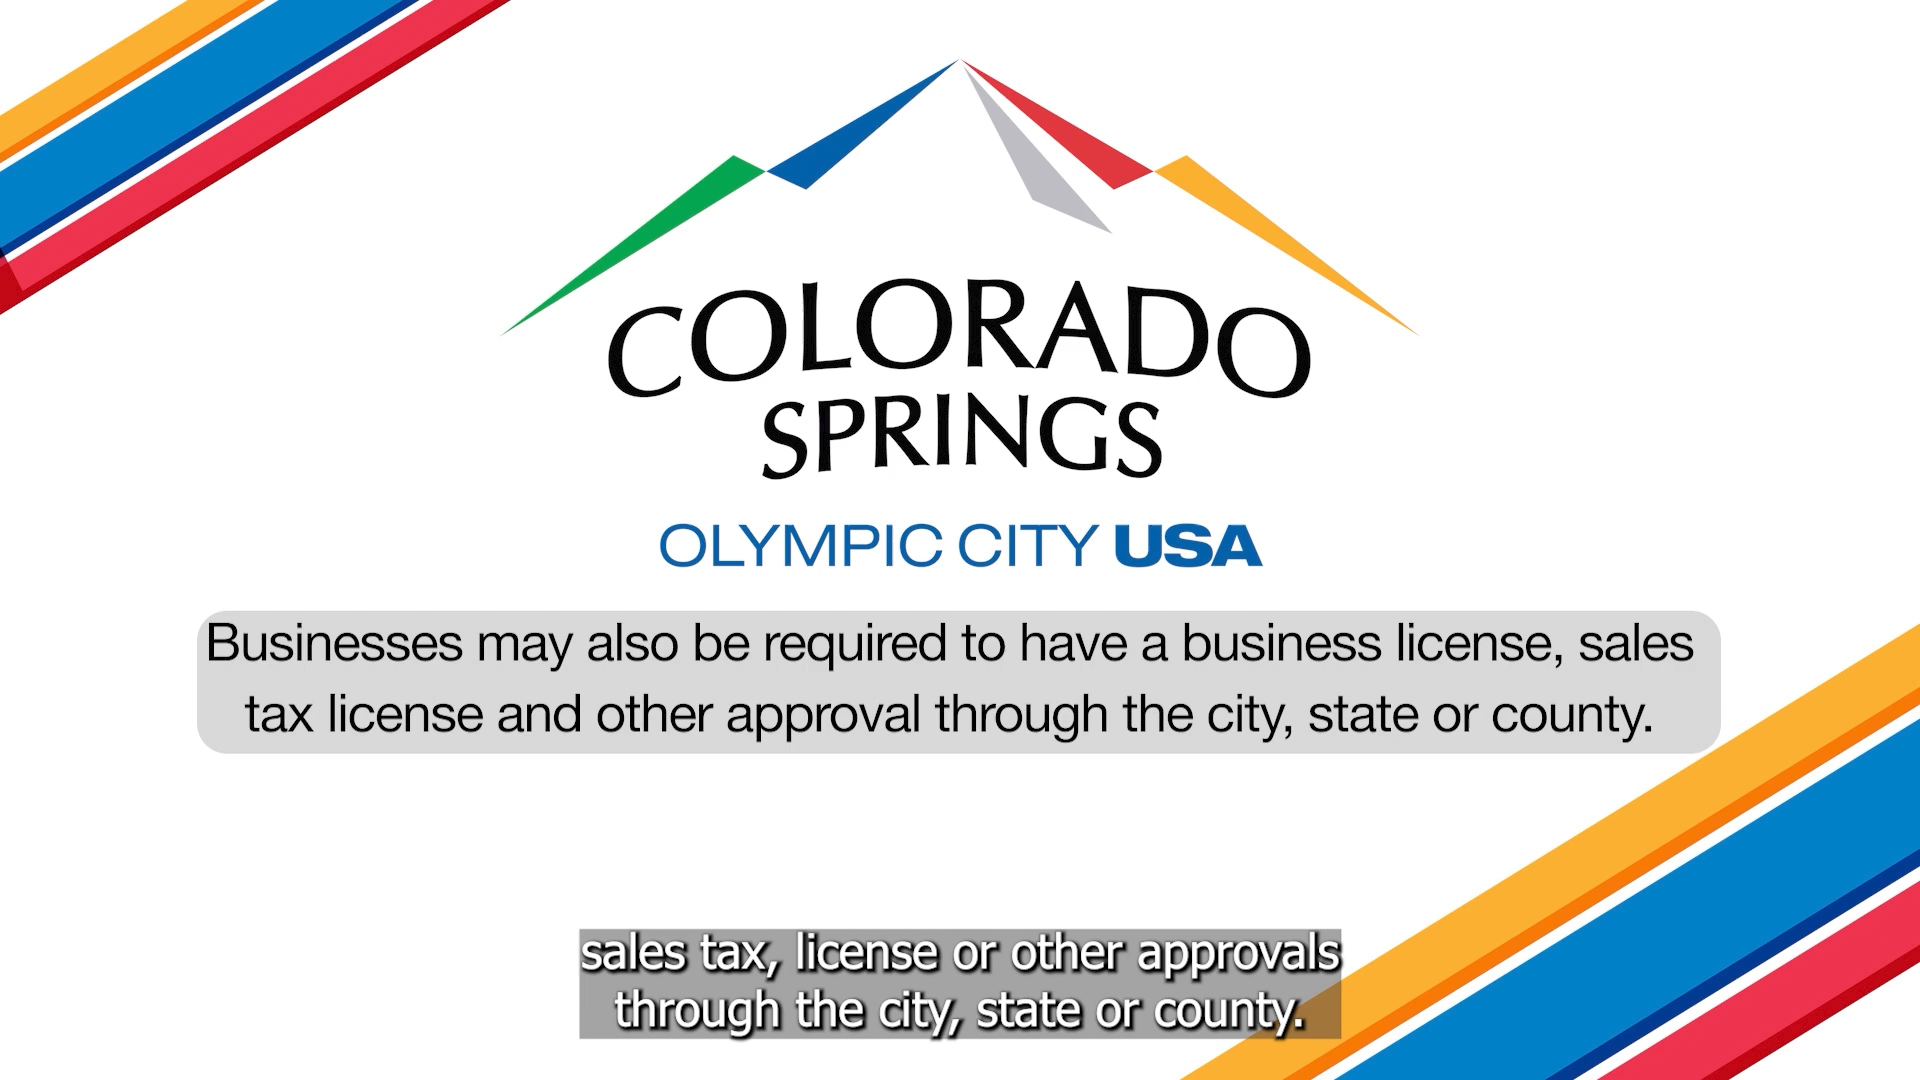 COLORADO
SPRINGS
OLYMPIC CITY USA
Businesses may also be required to have a business license, sales
tax license and other approval through the city, state or county.
sales tax, license or other approvals
through the city, state or county.